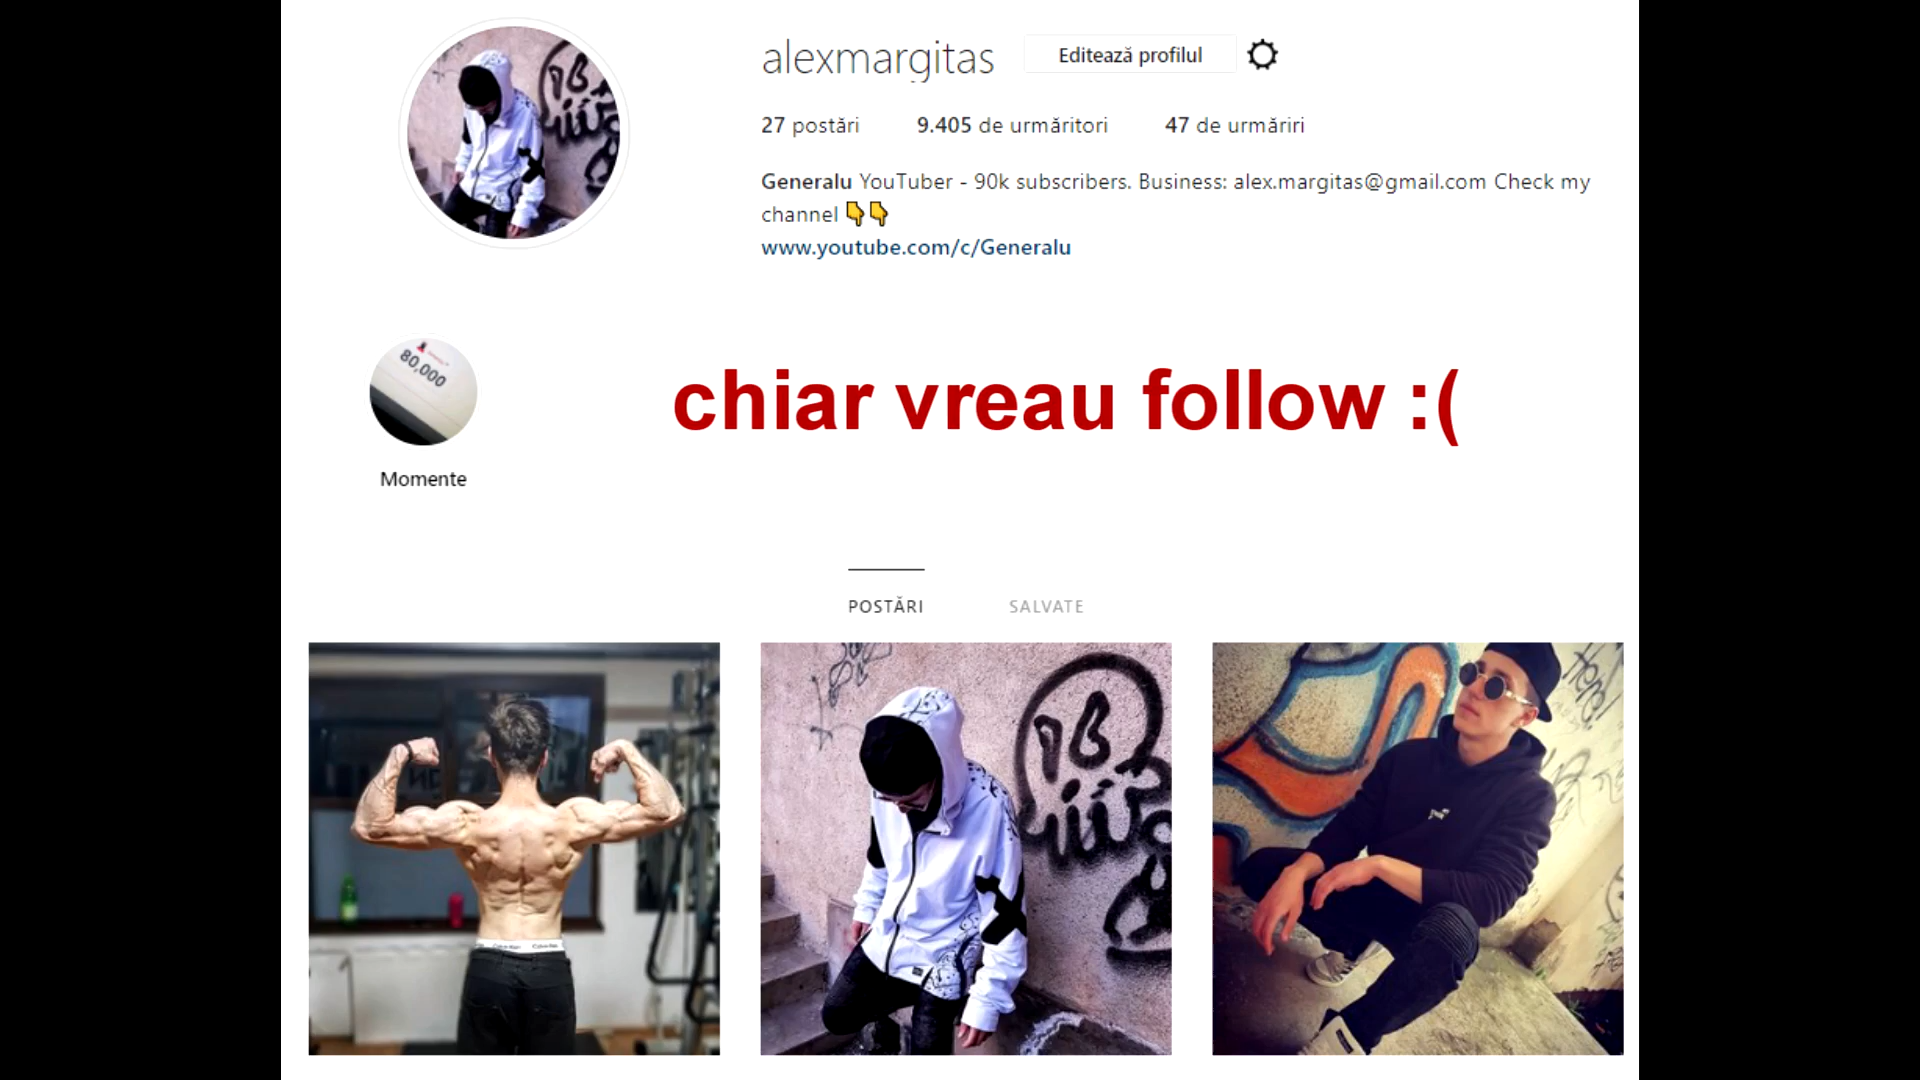 alexmargitas Editează profilul
27 postări 9.405 de urmăritori 47 de urmăriri
Generalu YouTuber - 90k subscribers. Business: alex.margitas@gmail.com Check my
channel 👇👇
www.youtube.com/c/Generalu
80,000
chiar vreau follow :(
Momente
POSTĂRI SALVATE